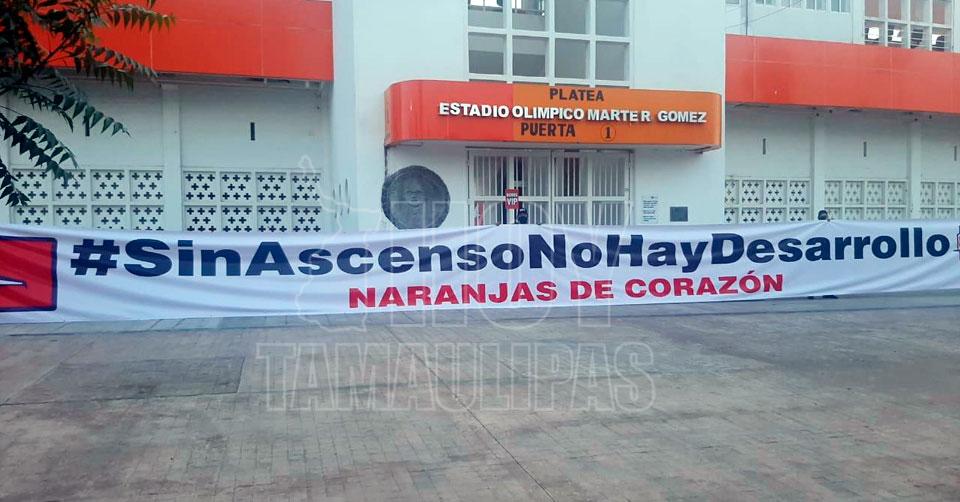 PLATEA
ESTADIO OLIMPICO MARTE R. GOMEZ
PUERTA 1
VIP
#SinAscensoNoHayDesarrollo
NARANJAS DE CORAZÓN
HOY
TAMAULIPAS